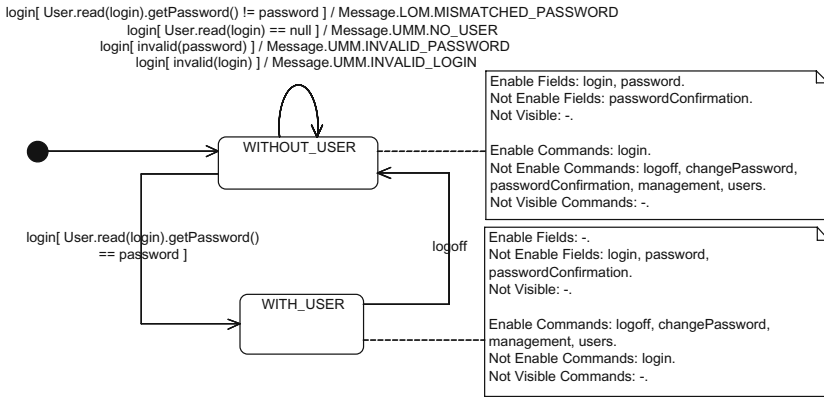 login[ User.read(login).getPassword() != password ] / Message.LOM.MISMATCHED_PASSWORD
login[ User.read(login) == null ] / Message.UMM.NO_USER
login[ invalid(password) ] / Message.UMM.INVALID_PASSWORD
login[ invalid(login) ] / Message.UMM.INVALID_LOGIN
WITHOUT_USER
Enable Fields: login, password.
Not Enable Fields: passwordConfirmation.
Not Visible: -.
Enable Commands: login.
Not Enable Commands: logoff, changePassword,
passwordConfirmation, management, users.
Not Visible Commands: -.
login[ User.read(login).getPassword()
== password ]
logoff
WITH_USER
Enable Fields: -.
Not Enable Fields: login, password,
passwordConfirmation.
Not Visible: -.
Enable Commands: logoff, changePassword,
management, users.
Not Enable Commands: login.
Not Visible Commands: -.